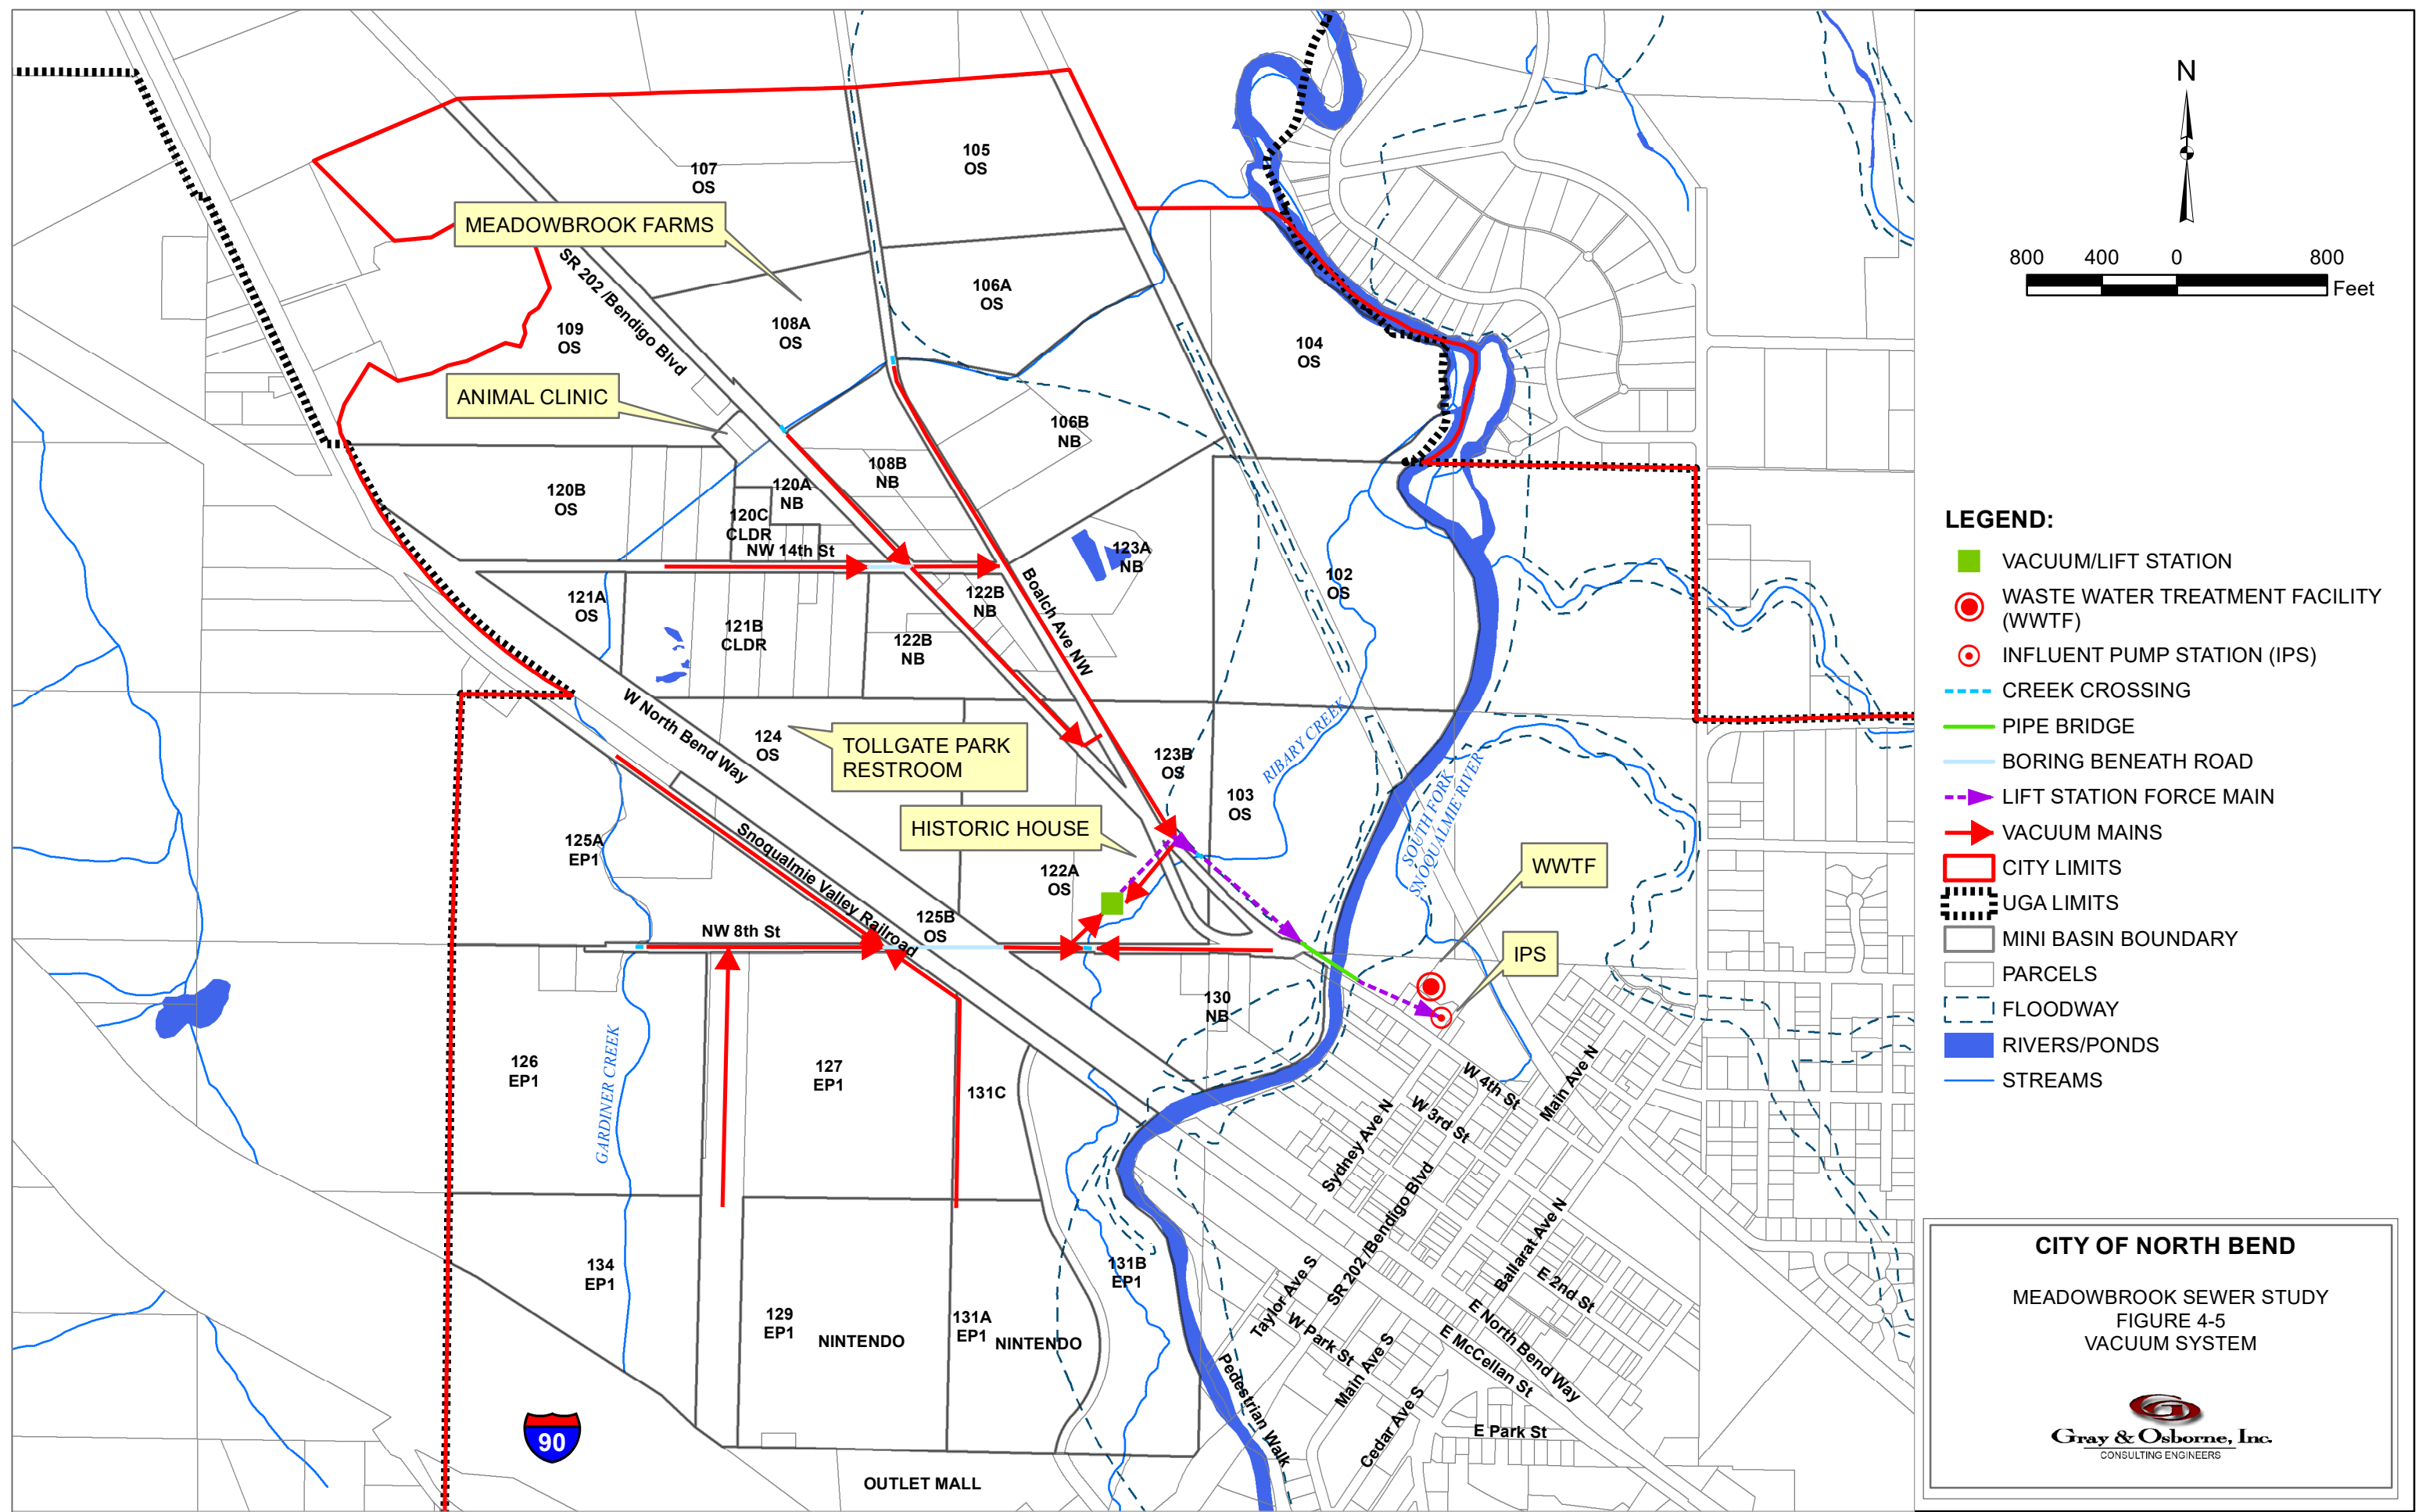 107
OS
105
OS
MEADOWBROOK FARMS
SR 202 /Bendigo Blvd
106A
OS
108A
OS
109
OS
104
OS
ANIMAL CLINIC
106B
NB
108B
NB
120A
NB
120B
OS
120C
CLDR
NW 14th St
123A
NB
Boalch Ave NW
102
OS
121A
OS
122B
NB
121B
CLDR
122B
NB
W North Bend Way
124
OS
TOLLGATE PARK
RESTROOM
123B
OS
RIBARY CREEK
103
OS
SOUTH FORK
SNOQUALMIE RIVER
HISTORIC HOUSE
125A
EP1
Snoqualmie Valley Railroad
122A
OS
WWTF
125B
OS
NW 8th St
IPS
130
NB
126
EP1
GARDINER CREEK
127
EP1
131C
W 4th St
Main Ave N
W 3rd St
Sydney Ave N
SR 202 /Bendigo Blvd
Ballarat Ave N
E 2nd St
134
EP1
131B
EP1
Taylor Ave S
129
EP1
NINTENDO
131A
EP1
NINTENDO
W Park St
Main Ave S
E North Bend Way
E McCellan St
Pedestrian Walk
Cedar Ave S
E Park St
90
OUTLET MALL
N
800 400 0 800
Feet
LEGEND:
VACUUM/LIFT STATION
WASTE WATER TREATMENT FACILITY
(WWTF)
INFLUENT PUMP STATION (IPS)
CREEK CROSSING
PIPE BRIDGE
BORING BENEATH ROAD
LIFT STATION FORCE MAIN
VACUUM MAINS
CITY LIMITS
UGA LIMITS
MINI BASIN BOUNDARY
PARCELS
FLOODWAY
RIVERS/PONDS
STREAMS
CITY OF NORTH BEND
MEADOWBROOK SEWER STUDY
FIGURE 4-5
VACUUM SYSTEM
Gray & Osborne, Inc.
CONSULTING ENGINEERS